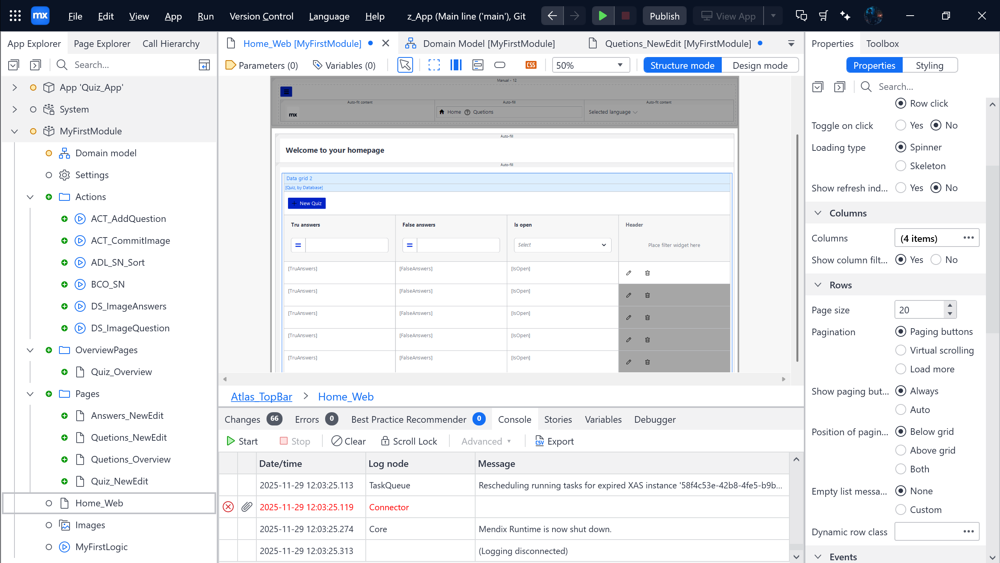 mx File Edit View App Run Version Control Language Help z_App (Main line ('main'), Git Publish View App
App Explorer Page Explorer Call Hierarchy
Search...
App 'Quiz_App'
System
MyFirstModule
Domain model
Settings
Actions
ACT_AddQuestion
ACT_CommitImage
ADL_SN_Sort
BCO_SN
DS_ImageAnswers
DS_ImageQuestion
OverviewPages
Quiz_Overview
Pages
Answers_NewEdit
Quetions_NewEdit
Quetions_Overview
Quiz_NewEdit
Home_Web
Images
MyFirstLogic
Home_Web [MyFirstModule] Domain Model [MyFirstModule] Quetions_NewEdit [MyFirstModule]
Parameters (0) Variables (0) CSS 50% Structure mode Design mode
Manual - 12
Auto-fit content Auto-fill Auto-fit content
mx Home Quetions Selected language
Auto-fill
Welcome to your homepage
Auto-fill
Data grid 2
[Quiz, by Database]
New Quiz
Tru answers False answers Is open Header
Select Place filter widget here
[TruAnswers] [FalseAnswers] [IsOpen]
[TruAnswers] [FalseAnswers] [IsOpen]
[TruAnswers] [FalseAnswers] [IsOpen]
[TruAnswers] [FalseAnswers] [IsOpen]
[TruAnswers] [FalseAnswers] [IsOpen]
Atlas_TopBar > Home_Web
Changes 66 Errors 0 Best Practice Recommender 0 Console Stories Variables Debugger
Start Stop Clear Scroll Lock Advanced CSV Export
Date/time Log node Message
2025-11-29 12:03:25.113 TaskQueue Rescheduling running tasks for expired XAS instance '58f4c53e-42b8-4fe5-b9b...
2025-11-29 12:03:25.119 Connector
2025-11-29 12:03:25.274 Core Mendix Runtime is now shut down.
2025-11-29 12:03:25.313 (Logging disconnected)
Properties Toolbox
Properties Styling
Search...
Row click
Toggle on click Yes No
Loading type Spinner
Skeleton
Show refresh ind... Yes No
Columns
Columns (4 items) ...
Show column filt... Yes No
Rows
Page size 20
Pagination Paging buttons
Virtual scrolling
Load more
Show paging but... Always
Auto
Position of pagin... Below grid
Above grid
Both
Empty list messa... None
Custom
Dynamic row class ...
Events